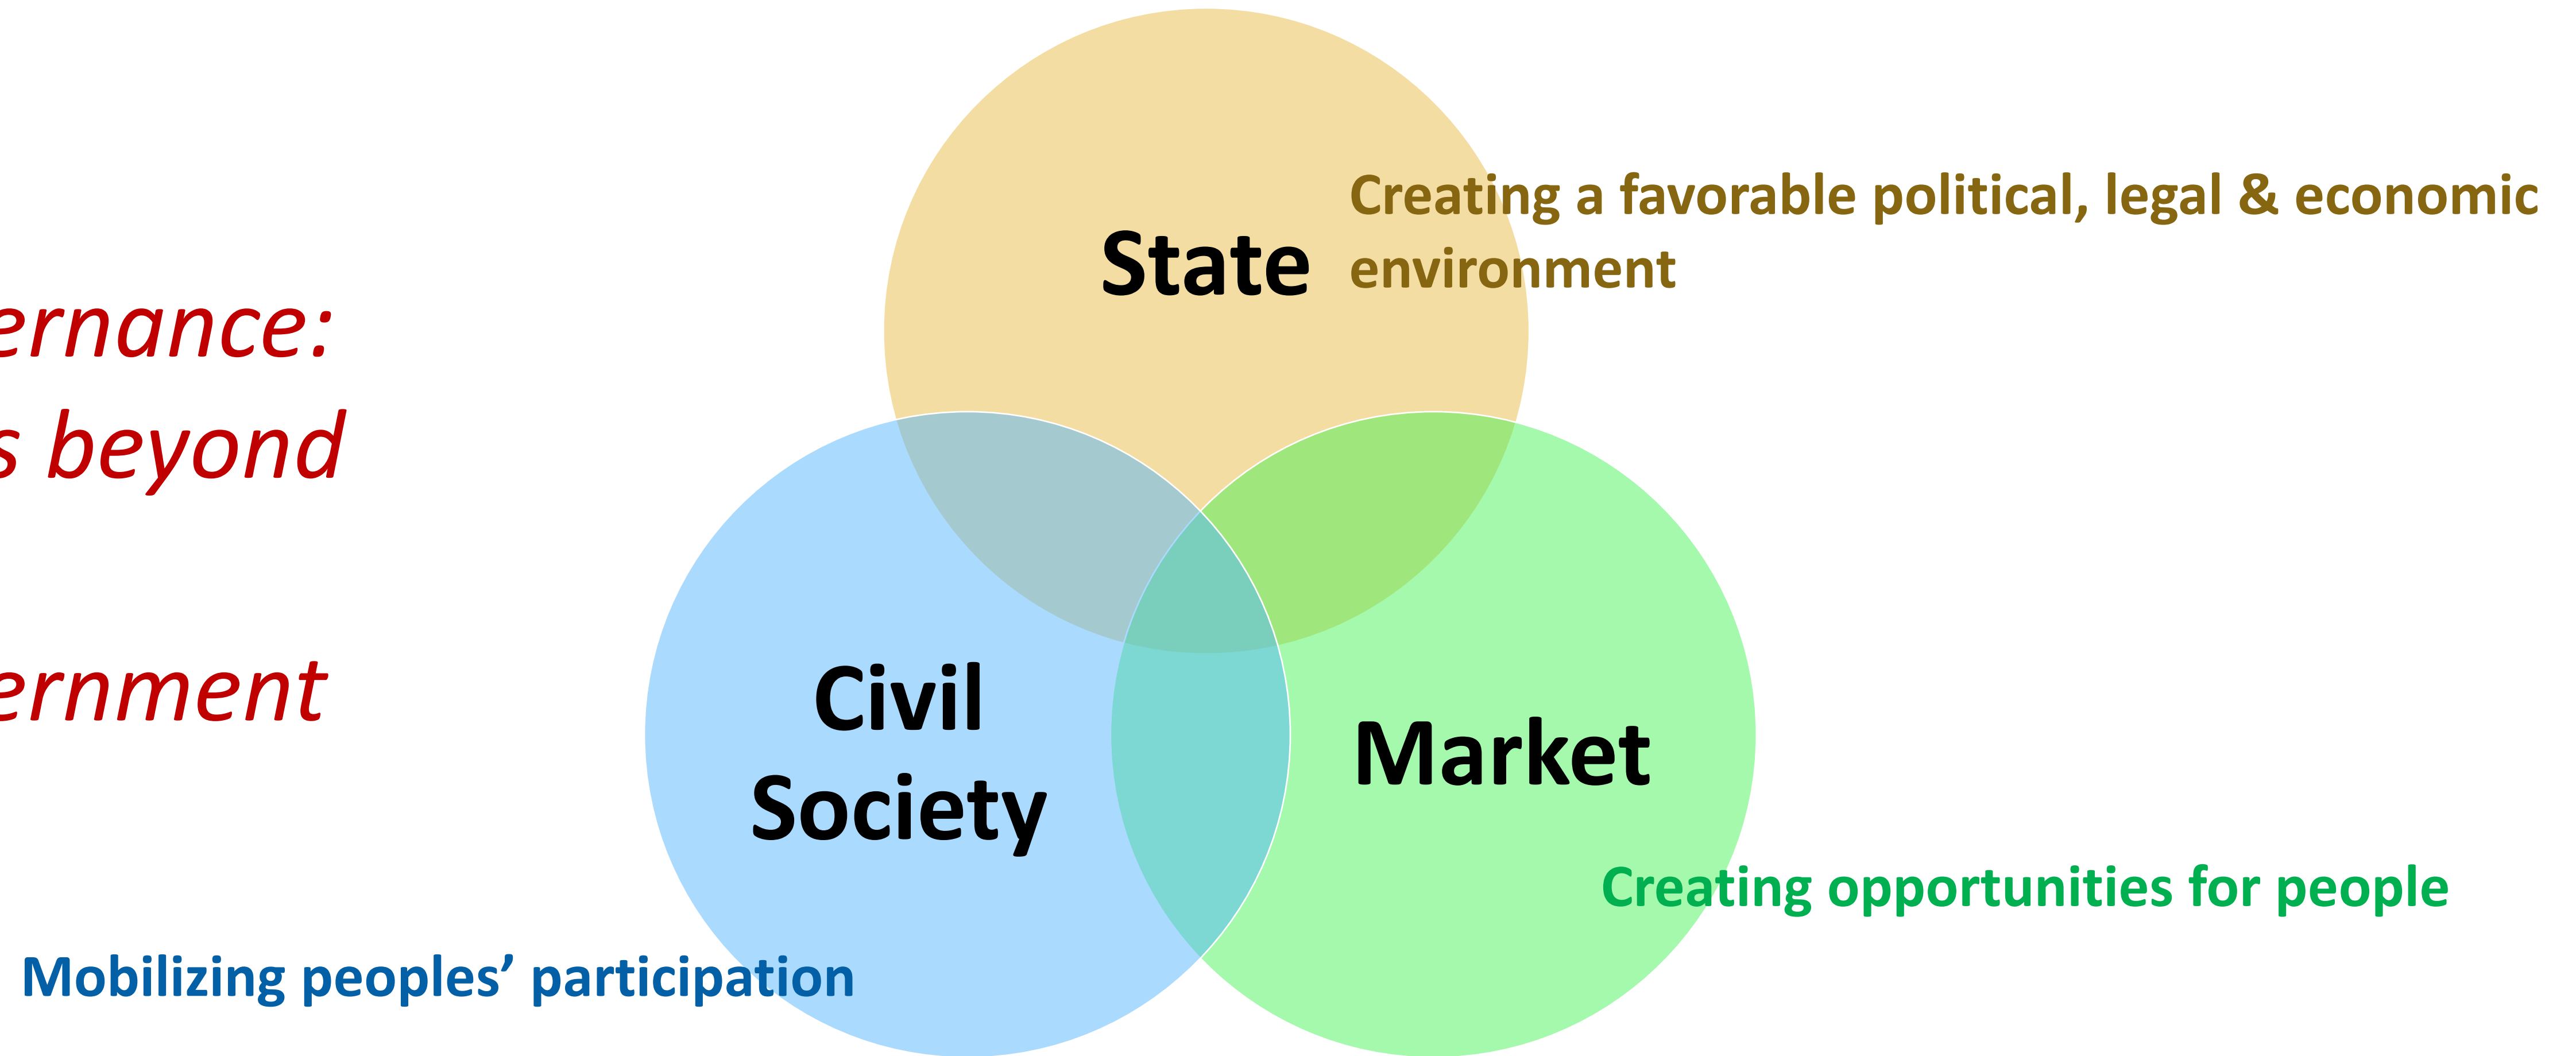 Creating a favorable political, legal & economic
environment
State
ernance:
s beyond
ernment
Civil
Society
Market
Creating opportunities for people
Mobilizing peoples’ participation